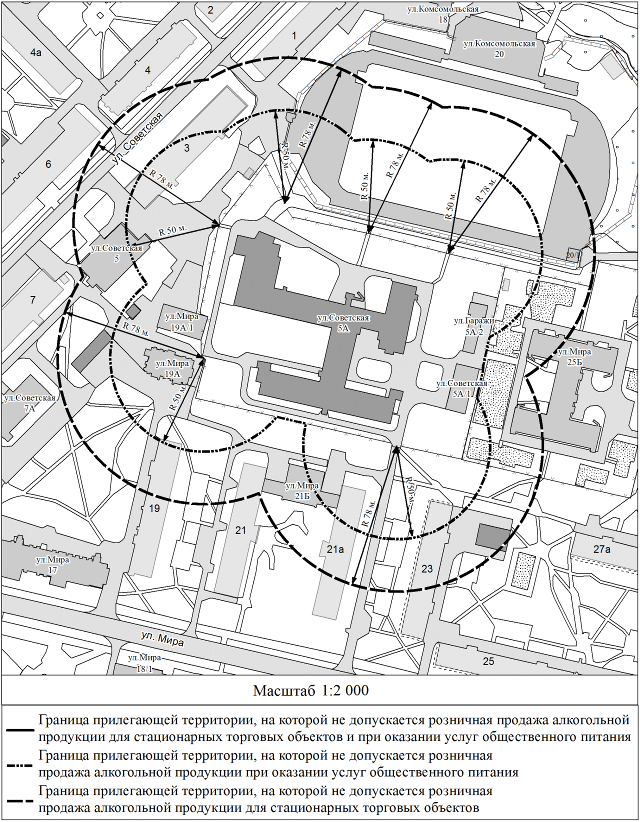 ул.Комсомольская
18
2
1
ул.Комсомольская
20
4а
4
ул. Советская
3
6
R 50 м.
R 78 м.
R 50 м.
R 78 м.
R 50 м.
R 78 м.
R 78 м.
R 50 м.
ул.Советская
5
20/1
7
ул.Мира
19А/1
ул.Советская
5А
ул.Гаражи
5А/2
R 78 м.
ул.Мира
19А
ул.Мира
25Б
ул.Советская
5А/1
ул.Советская
7А
R 50 м.
ул.Мира
21Б
R 50 м.
R 78 м.
19
21
21а
23
27а
ул.Мира
17
ул. Мира
ул.Мира
18/1
25
Масштаб 1:2 000
Граница прилегающей территории, на которой не допускается розничная продажа алкогольной
продукции для стационарных торговых объектов и при оказании услуг общественного питания
Граница прилегающей территории, на которой не допускается розничная
продажа алкогольной продукции при оказании услуг общественного питания
Граница прилегающей территории, на которой не допускается розничная
продажа алкогольной продукции для стационарных торговых объектов